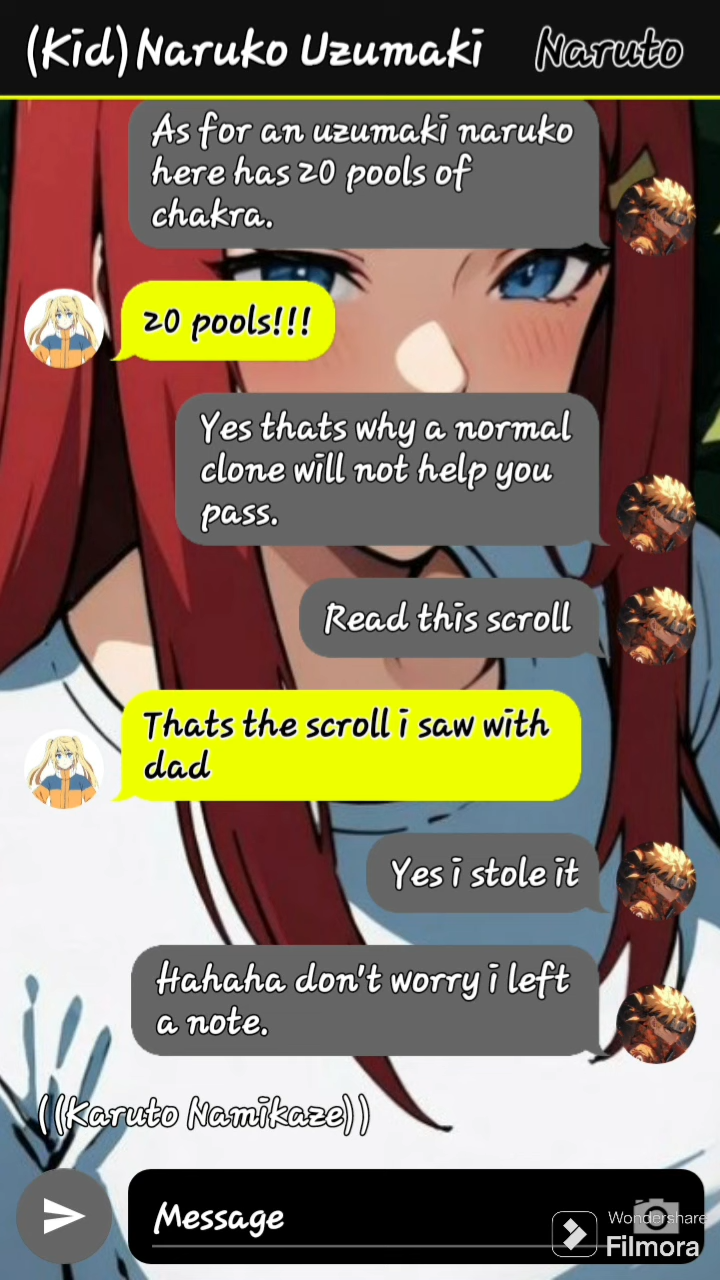 (Kid)Naruko Uzumaki Naruto
As for an uzumaki naruko
here has 20 pools of
chakra.
20 pools!!!
Yes thats why a normal
clone will not help you
pass.
Read this scroll
Thats the scroll i saw with
dad
Yes i stole it
Hahaha don't worry i left
a note.
((Karuto Namikaze))
Message
Wondershare
Filmora